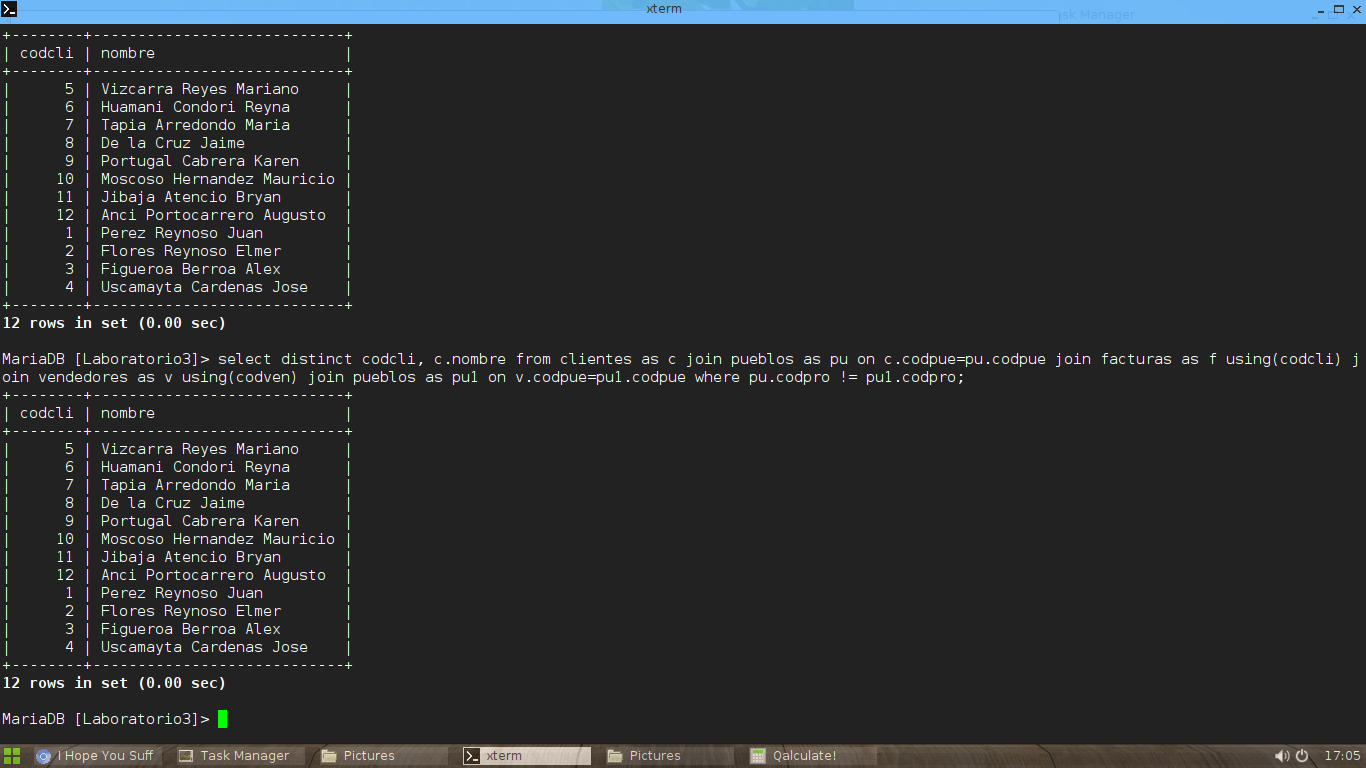 xterm
ask Manager
+--------+----------------------------+
| codcli | nombre                     |
+--------+----------------------------+
|      5 | Vizcarra Reyes Mariano     |
|      6 | Huamani Condori Reyna      |
|      7 | Tapia Arredondo Maria      |
|      8 | De la Cruz Jaime           |
|      9 | Portugal Cabrera Karen     |
|     10 | Moscoso Hernandez Mauricio |
|     11 | Jibaja Atencio Bryan       |
|     12 | Anci Portocarrero Augusto  |
|      1 | Perez Reynoso Juan         |
|      2 | Flores Reynoso Elmer       |
|      3 | Figueroa Berroa Alex       |
|      4 | Uscamayta Cardenas Jose    |
+--------+----------------------------+
12 rows in set (0.00 sec)
MariaDB [Laboratorio3]> select distinct codcli, c.nombre from clientes as c join pueblos as pu on c.codpue=pu.codpue join facturas as f using(codcli) j
oin vendedores as v using(codven) join pueblos as pu1 on v.codpue=pu1.codpue where pu.codpro != pu1.codpro;
+--------+----------------------------+
| codcli | nombre                     |
+--------+----------------------------+
|      5 | Vizcarra Reyes Mariano     |
|      6 | Huamani Condori Reyna      |
|      7 | Tapia Arredondo Maria      |
|      8 | De la Cruz Jaime           |
|      9 | Portugal Cabrera Karen     |
|     10 | Moscoso Hernandez Mauricio |
|     11 | Jibaja Atencio Bryan       |
|     12 | Anci Portocarrero Augusto  |
|      1 | Perez Reynoso Juan         |
|      2 | Flores Reynoso Elmer       |
|      3 | Figueroa Berroa Alex       |
|      4 | Uscamayta Cardenas Jose    |
+--------+----------------------------+
12 rows in set (0.00 sec)
MariaDB [Laboratorio3]>
I Hope You Suff Task Manager Pictures xterm Pictures Qalculate! 17:05